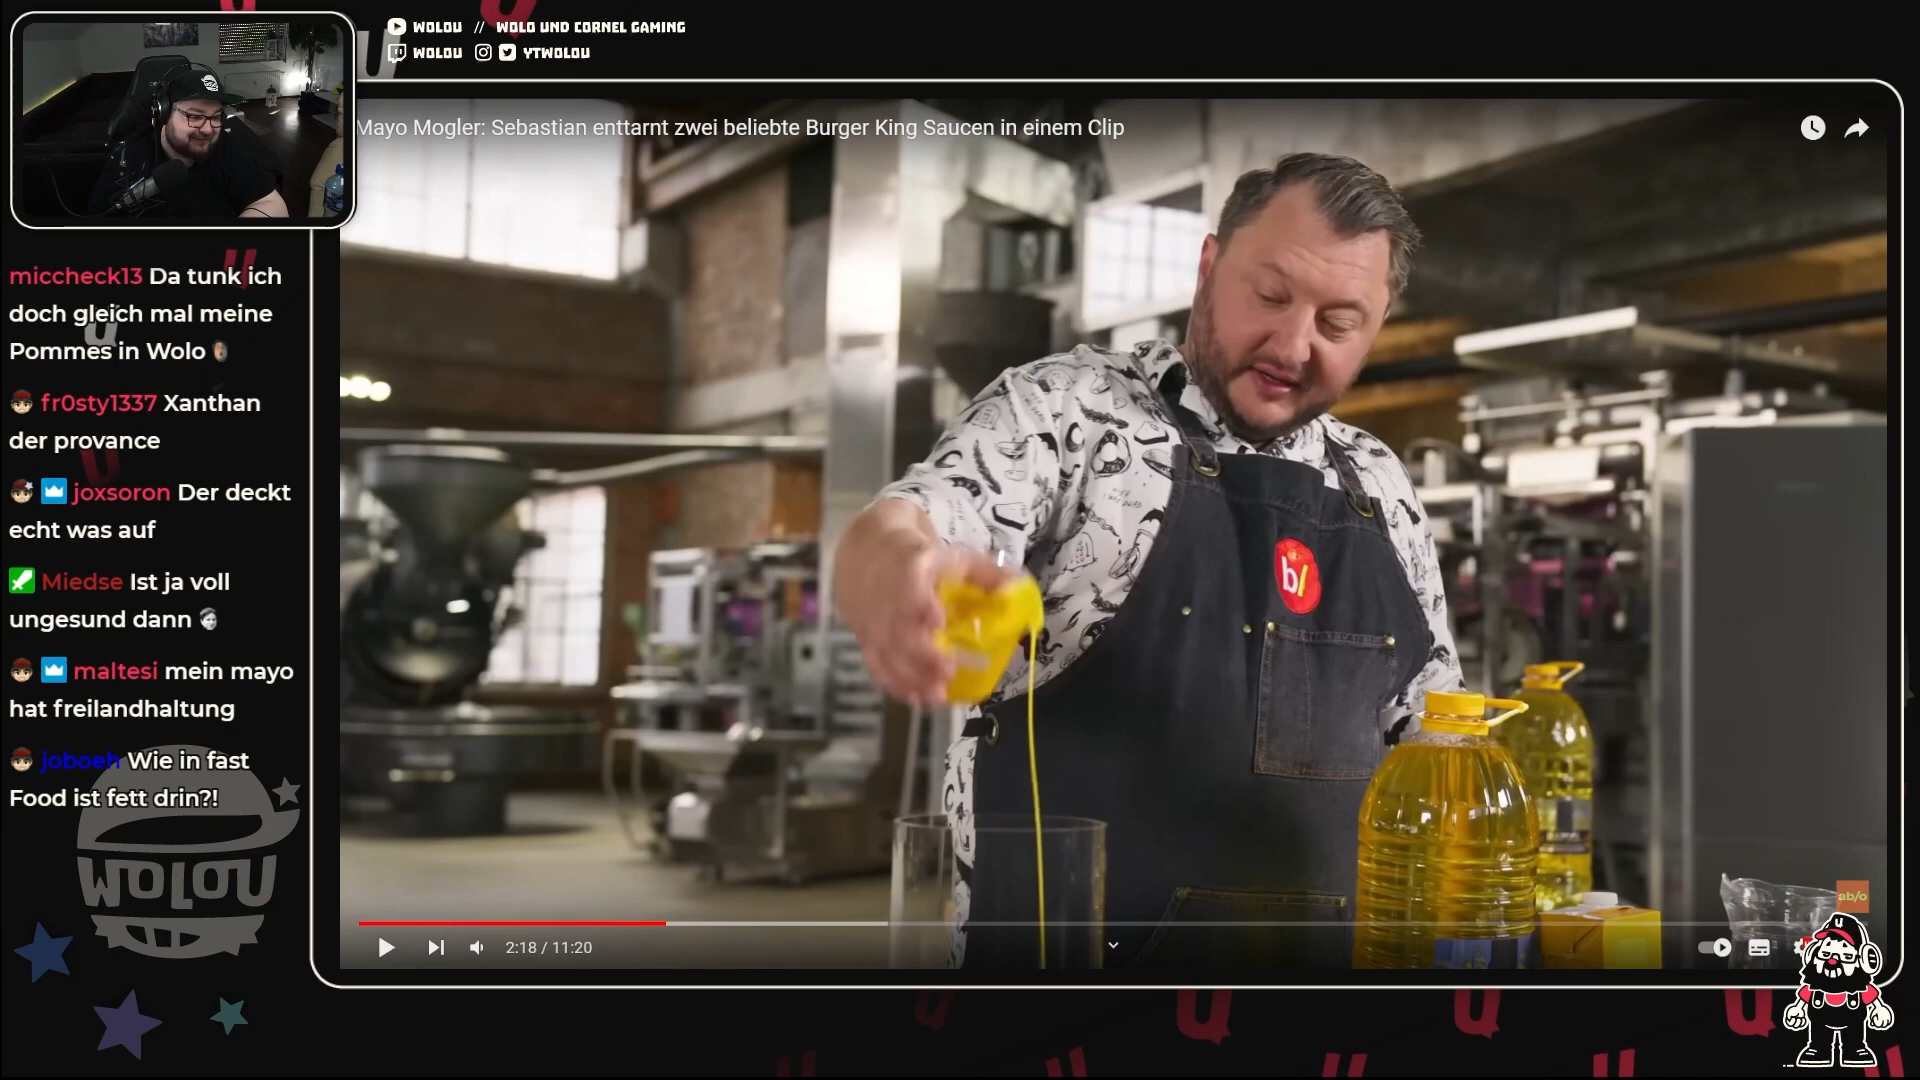 WOLOU // WOLO UND CORNEL GAMING
WOLOU YTWOLOU
Mayo Mogler: Sebastian enttarnt zwei beliebte Burger King Saucen in einem Clip
miccheck13 Da tunk ich
doch gleich mal meine
Pommes in Wolo
fr0sty1337 Xanthan
der provance
joxsoron Der deckt
echt was auf
Miedse Ist ja voll
ungesund dann
maltesi mein mayo
hat freilandhaltung
joboeh Wie in fast
Food ist fett drin?!
WOLOU
b/
ab/o
2:18 / 11:20